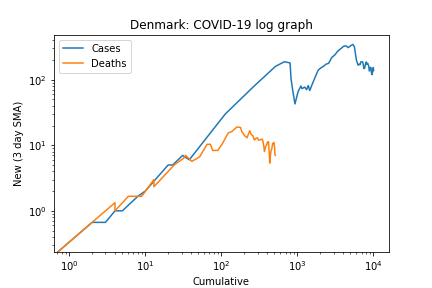 Denmark: COVID-19 log graph
Cases
Deaths
New (3 day SMA)
10²
10¹
10⁰
10⁰ 10¹ 10² 10³ 10⁴
Cumulative